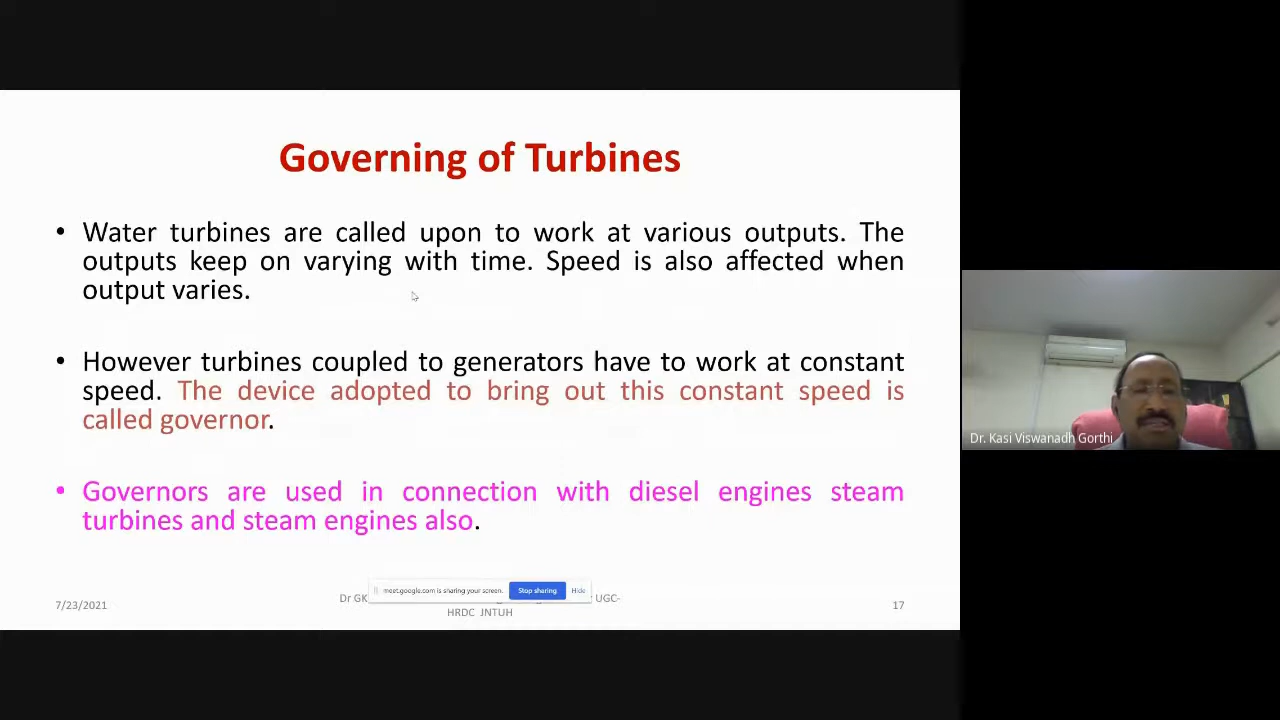 Governing of Turbines
• Water turbines are called upon to work at various outputs. The
outputs keep on varying with time. Speed is also affected when
output varies.
• However turbines coupled to generators have to work at constant
speed. The device adopted to bring out this constant speed is
called governor.
• Governors are used in connection with diesel engines steam
turbines and steam engines also.
meet.google.com is sharing your screen. Stop sharing Hide
7/23/2021
Dr GK UGC-
HRDC JNTUH
17
Dr. Kasi Viswanadh Gorthi